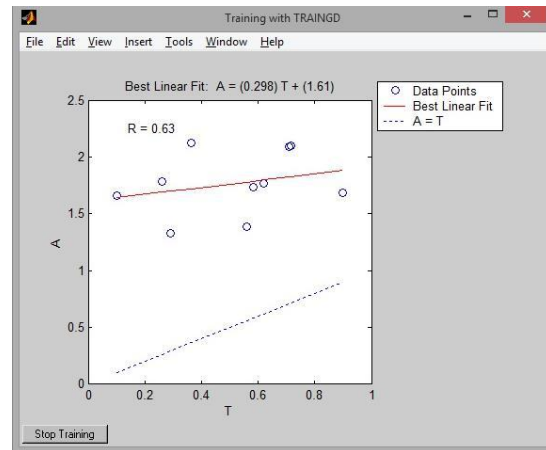 Training with TRAINGD
File Edit View Insert Tools Window Help
Best Linear Fit: A = (0.298) T + (1.61)
R = 0.63
Data Points
Best Linear Fit
A = T
2.5
2
1.5
1
0.5
0
A
0 0.2 0.4 0.6 0.8 1
T
Stop Training